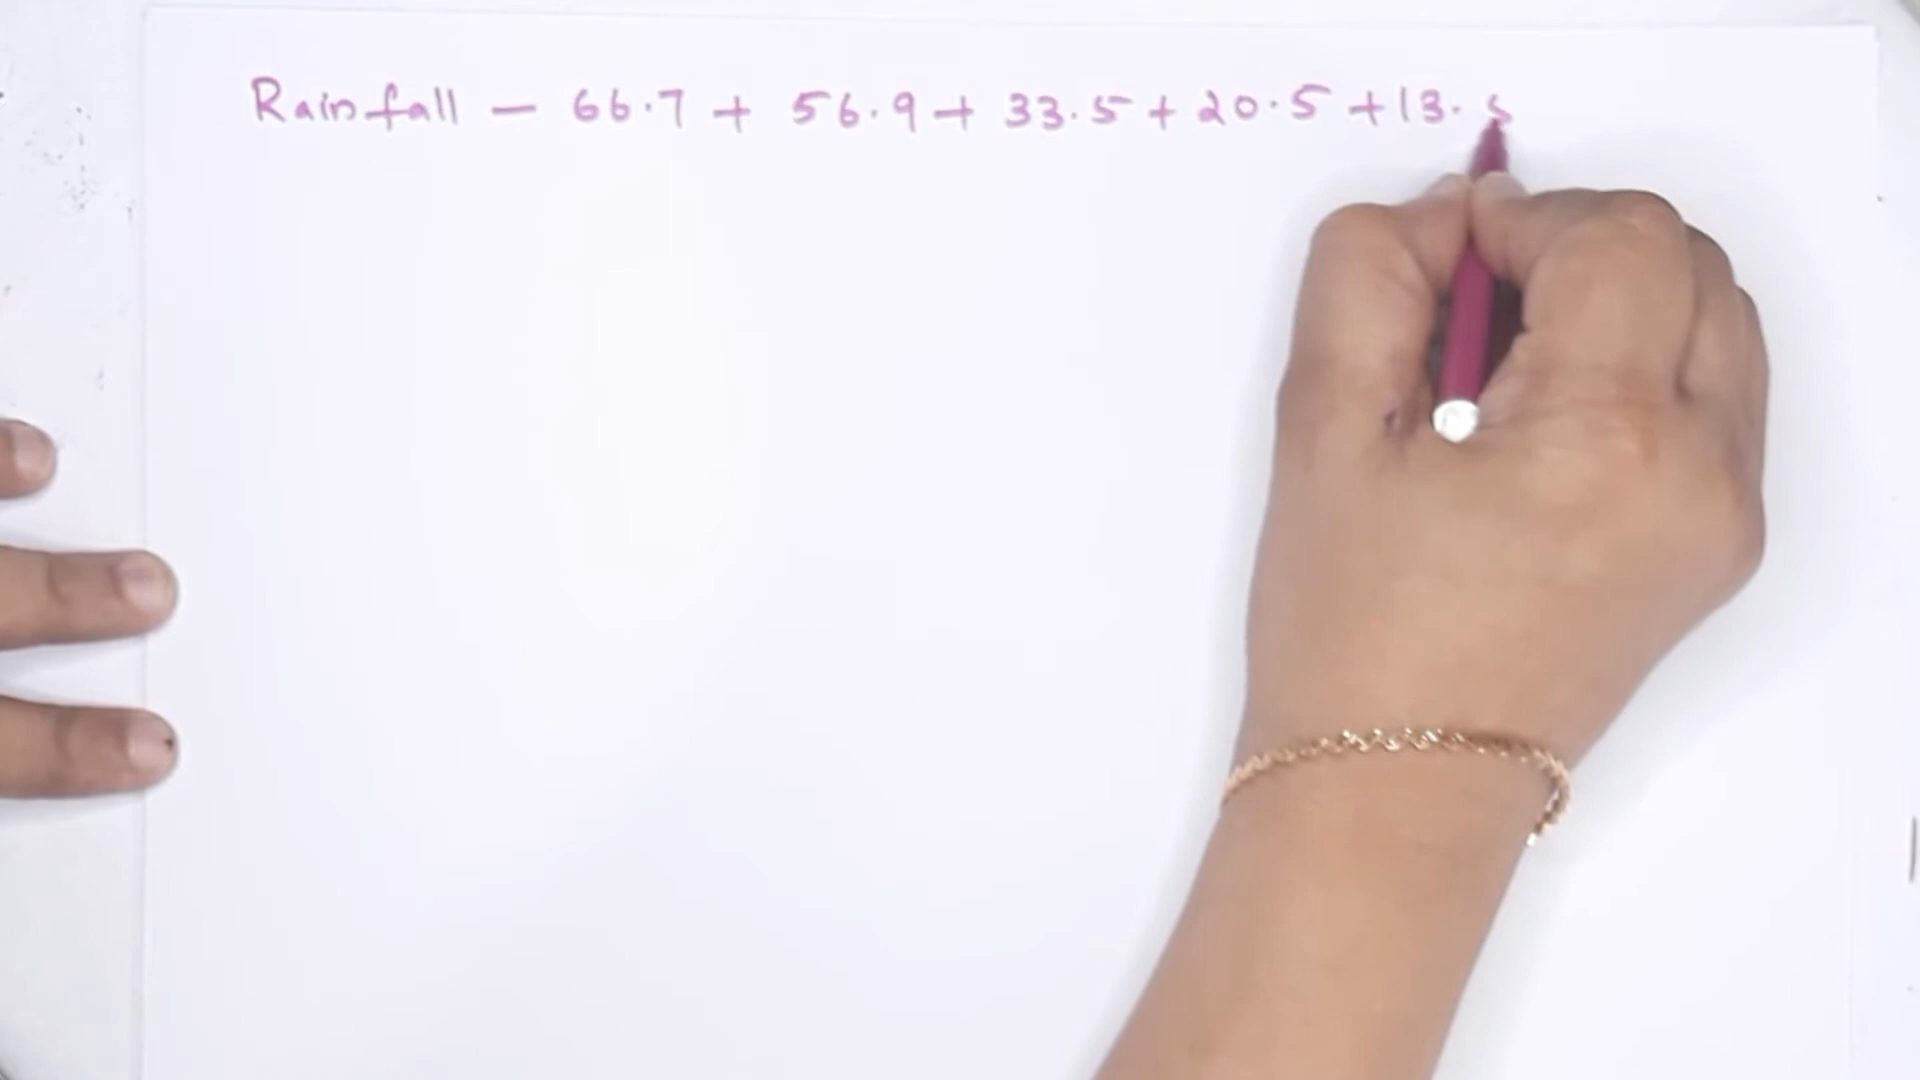 Rainfall — 66.7 + 56.9 + 33.5 + 20.5 + 13.